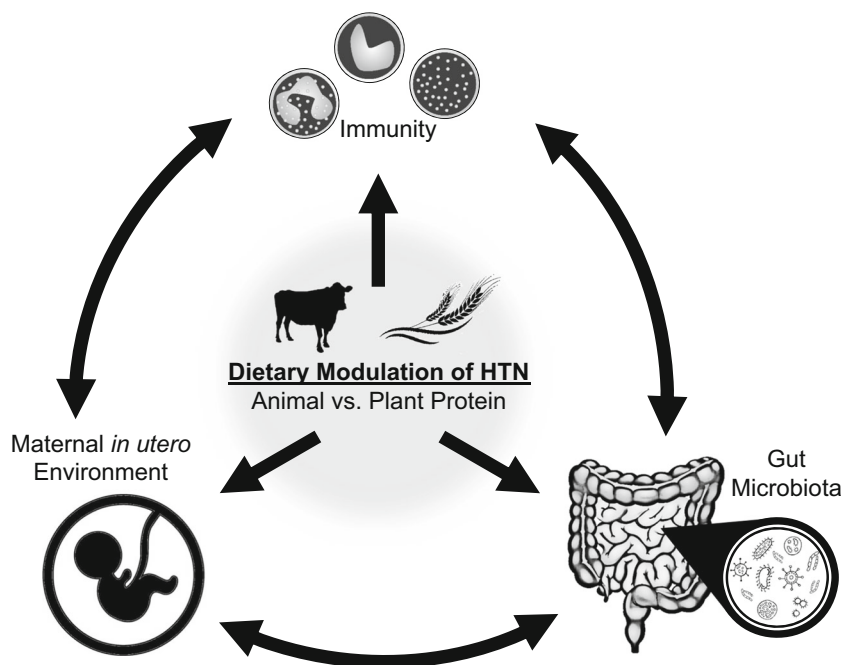 Immunity
Dietary Modulation of HTN
Animal vs. Plant Protein
Maternal in utero
Environment
Gut
Microbiota